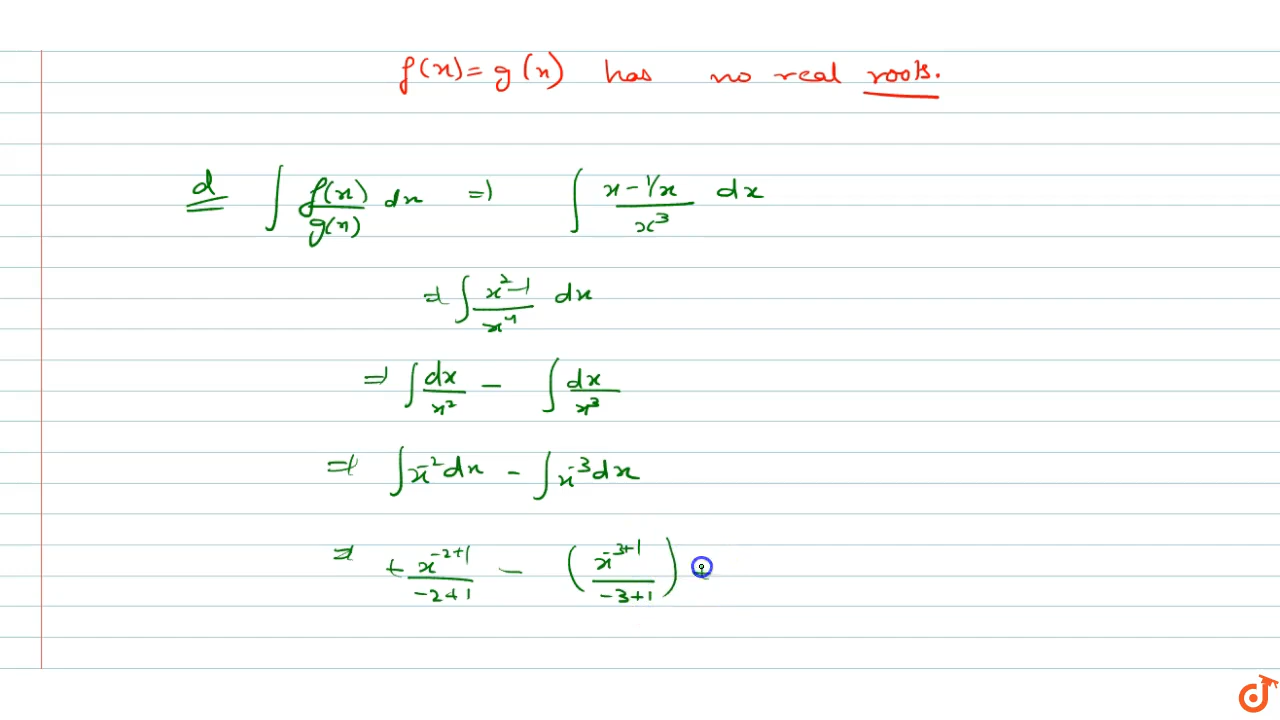 f(x) = g(x) has no real roots.
d ∫ f(x)/g(x) dx => ∫ (x - 1/x)/x³ dx
=> ∫ (x² - 1)/x⁴ dx
=> ∫ dx/x² - ∫ dx/x³
=> ∫ x⁻² dx - ∫ x⁻³ dx
=> + x⁻²⁺¹/(-2+1) - (x⁻³⁺¹/(-3+1)) +